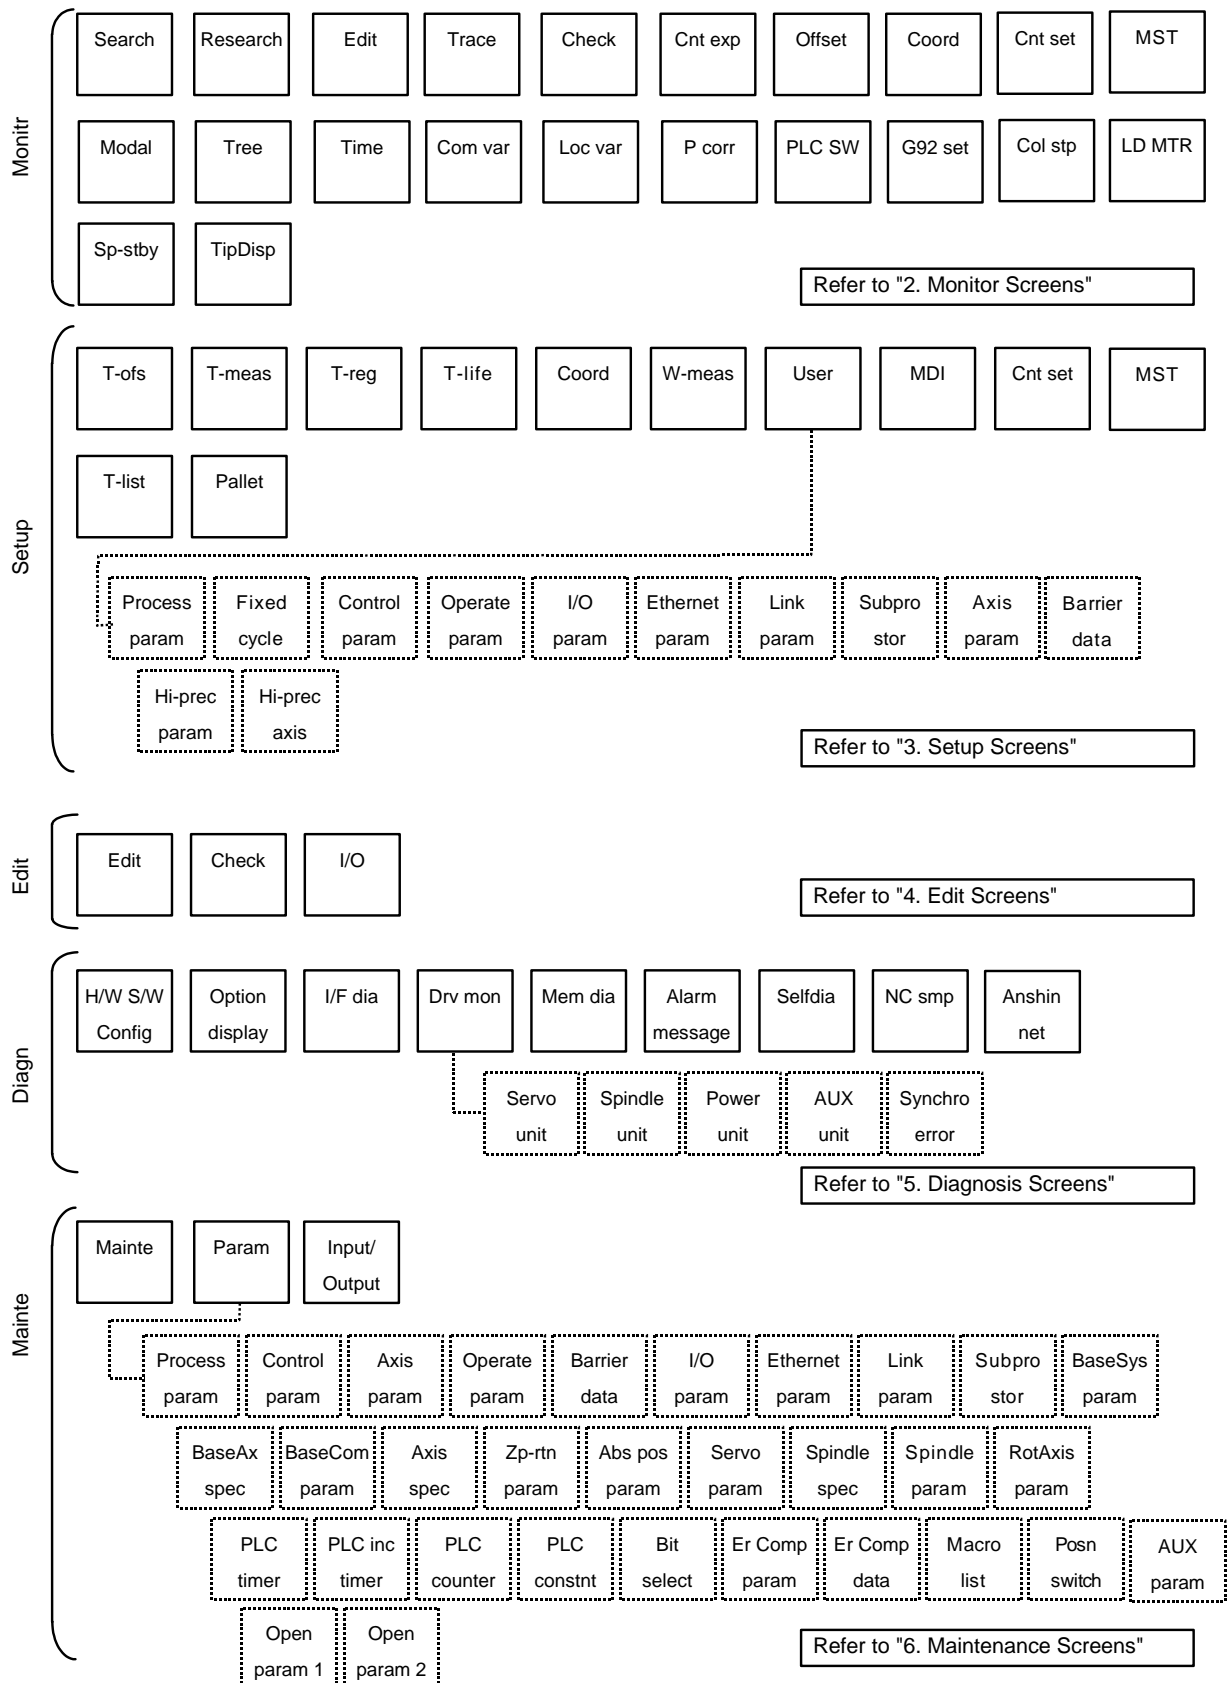 Monitr
Search Research Edit Trace Check Cnt exp Offset Coord Cnt set MST
Modal Tree Time Com var Loc var P corr PLC SW G92 set Col stp LD MTR
Sp-stby TipDisp
Refer to "2. Monitor Screens"
Setup
T-ofs T-meas T-reg T-life Coord W-meas User MDI Cnt set MST
T-list Pallet
Process Fixed Control Operate I/O Ethernet Link Subpro Axis Barrier
param cycle param param param param param stor param data
Hi-prec Hi-prec
param axis
Refer to "3. Setup Screens"
Edit
Edit Check I/O
Refer to "4. Edit Screens"
Diagn
H/W S/W Option I/F dia Drv mon Mem dia Alarm Selfdia NC smp Anshin
Config display message net
Servo Spindle Power AUX Synchro
unit unit unit unit error
Refer to "5. Diagnosis Screens"
Mainte
Mainte Param Input/
Output
Process Control Axis Operate Barrier I/O Ethernet Link Subpro BaseSys
param param param param data param param param stor param
BaseAx BaseCom Axis Zp-rtn Abs pos Servo Spindle Spindle RotAxis
spec param spec param param param spec param param
PLC PLC inc PLC PLC Bit Er Comp Er Comp Macro Posn AUX
timer timer counter constnt select param data list switch param
Open Open
param 1 param 2
Refer to "6. Maintenance Screens"